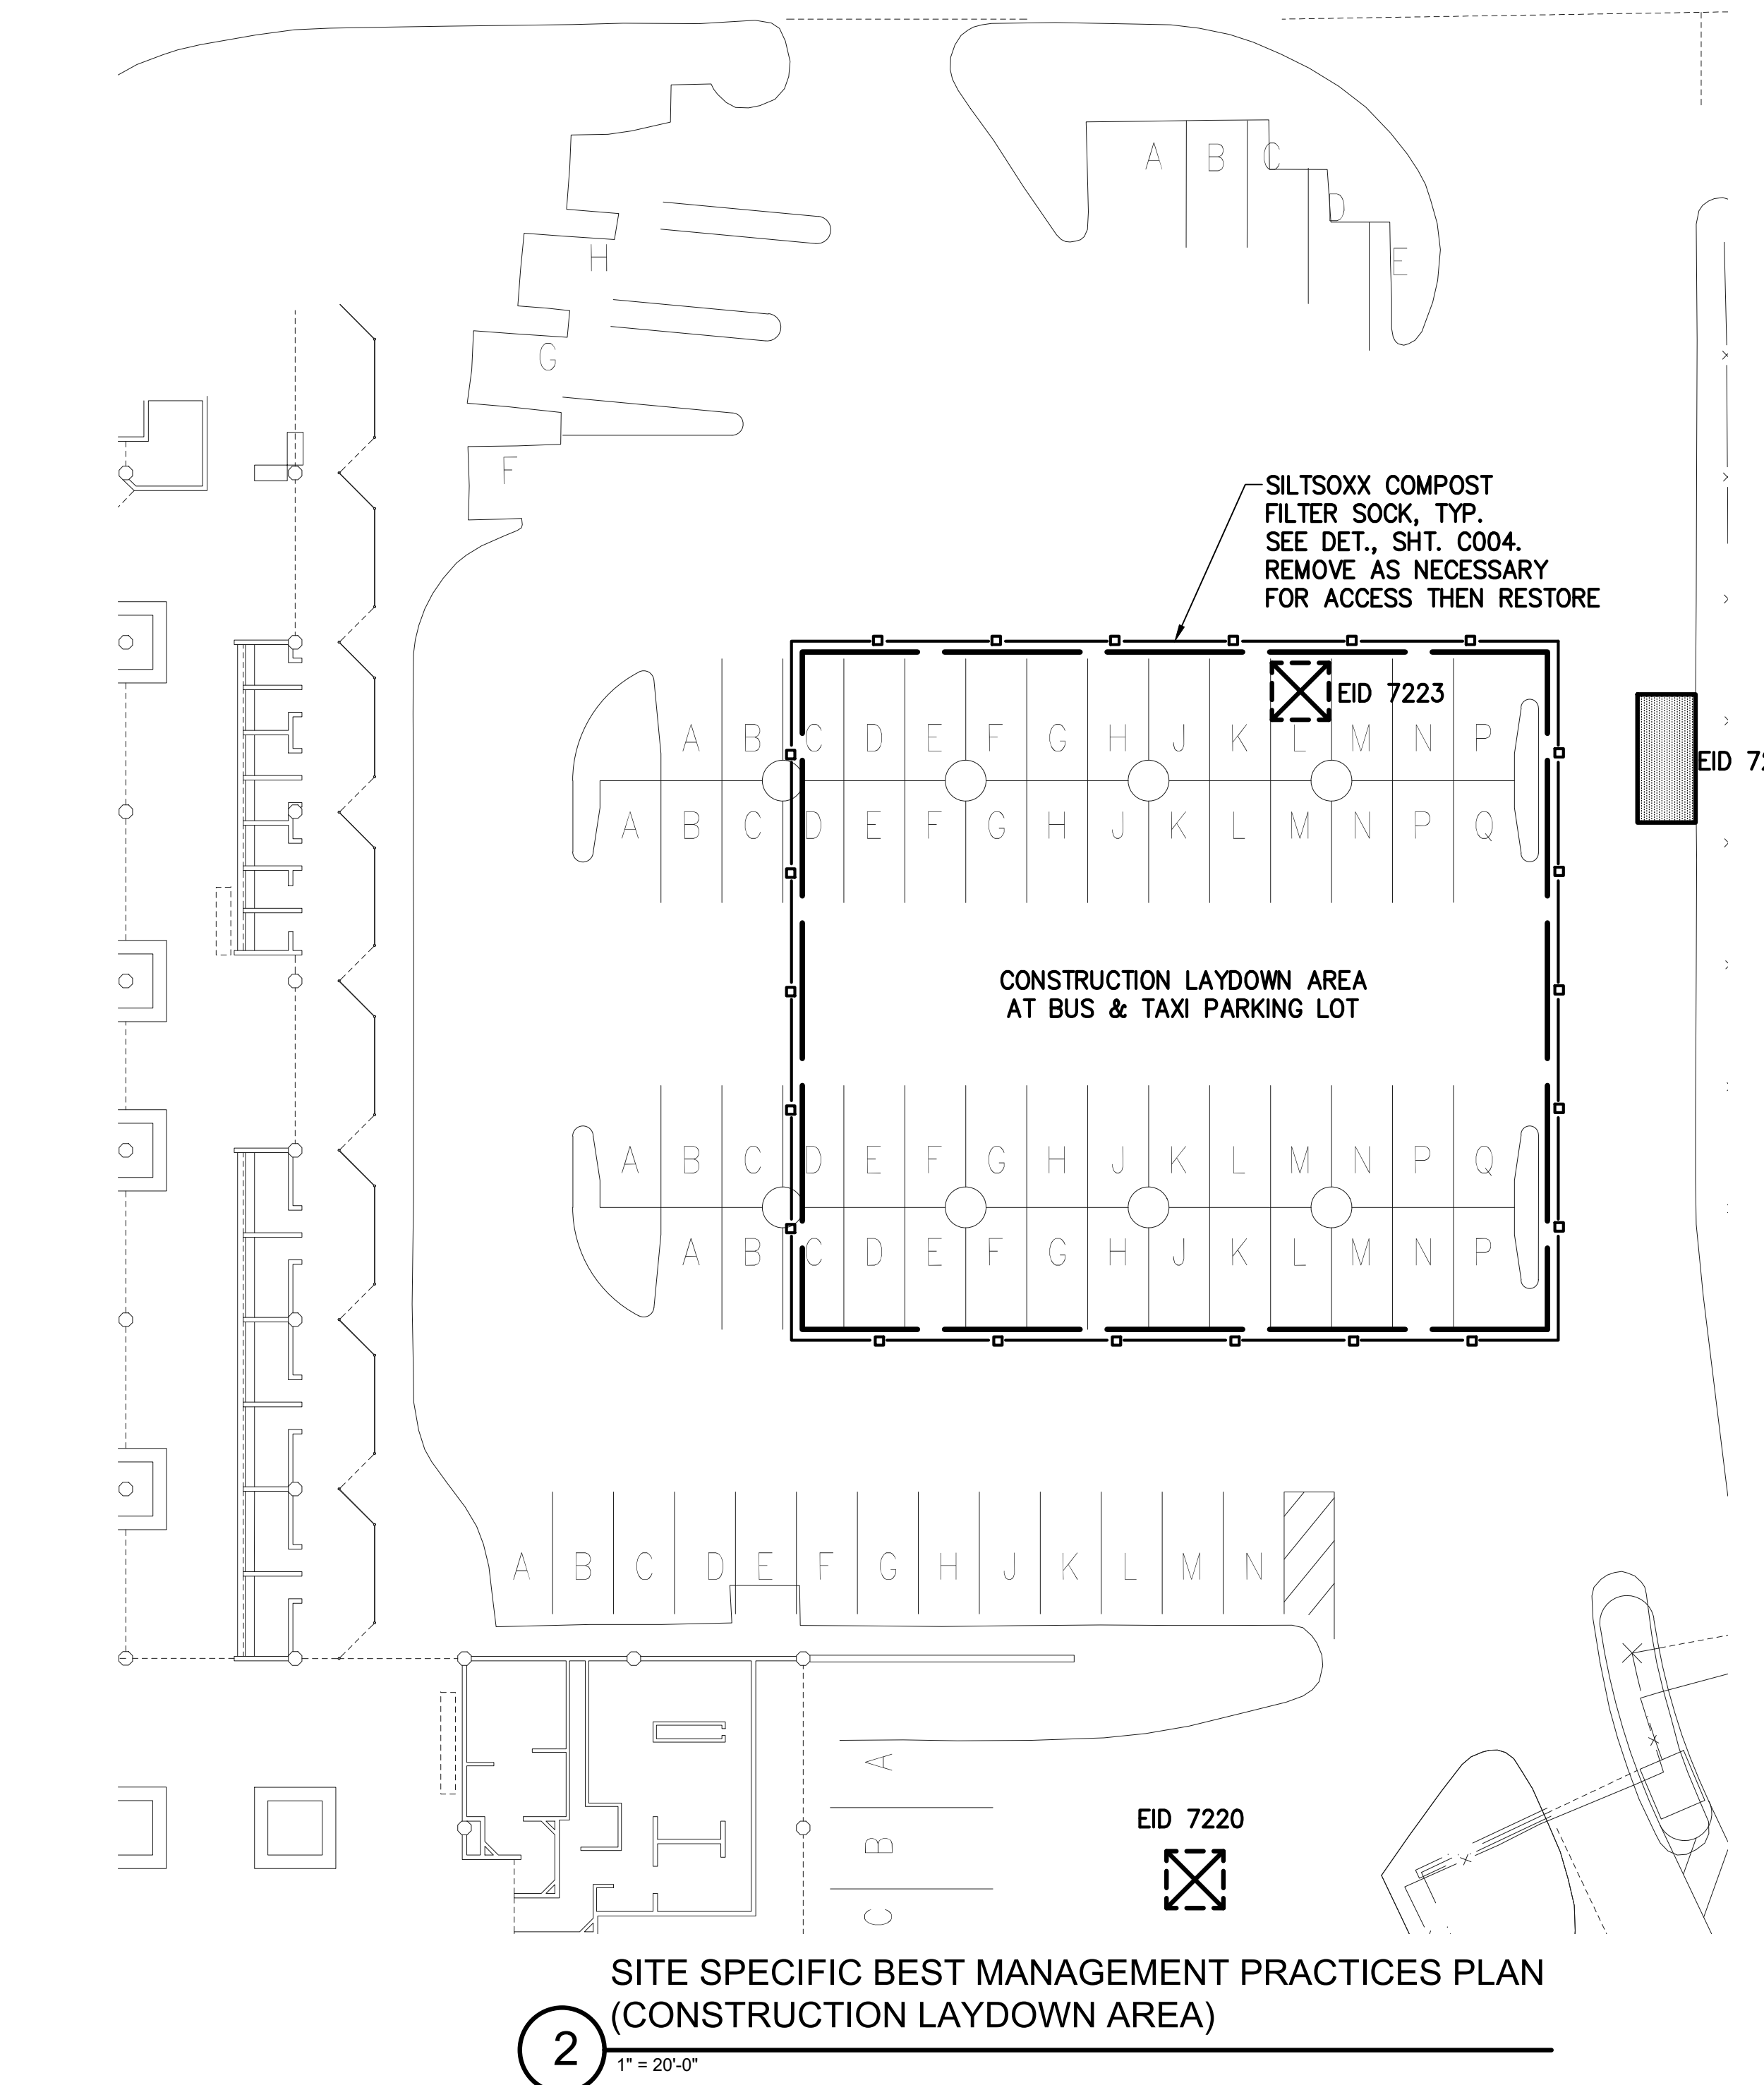 A B C
D
E
H
G
F
SILTSOXX COMPOST
FILTER SOCK, TYP.
SEE DET., SHT. C004.
REMOVE AS NECESSARY
FOR ACCESS THEN RESTORE
EID 7223
A B C D E F G H J K L M N P
EID 72
A B C D E F G H J K L M N P Q
CONSTRUCTION LAYDOWN AREA
AT BUS & TAXI PARKING LOT
A B C D E F G H J K L M N P Q
A B C D E F G H J K L M N P
A B C D E F G H J K L M N
A
B
C
EID 7220
SITE SPECIFIC BEST MANAGEMENT PRACTICES PLAN
(CONSTRUCTION LAYDOWN AREA)
2
1" = 20'-0"